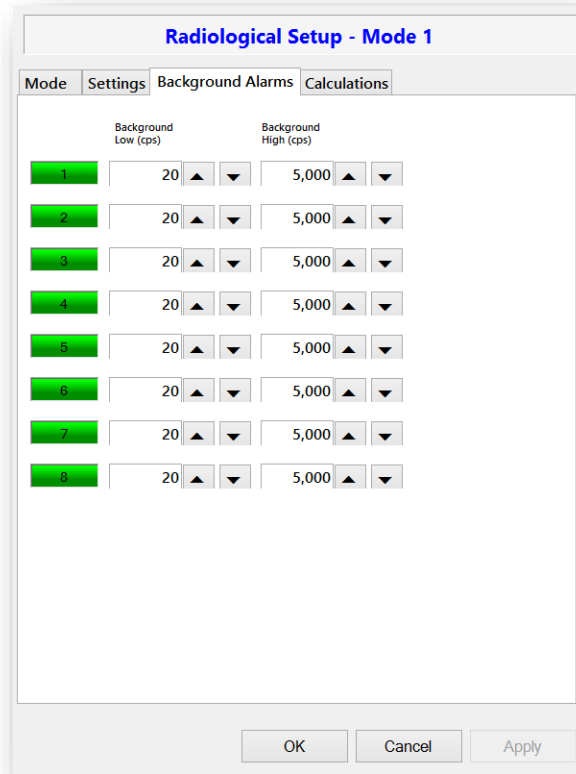 Radiological Setup - Mode 1
Mode Settings Background Alarms Calculations
Background Background
Low (cps) High (cps)
1 20 5,000
2 20 5,000
3 20 5,000
4 20 5,000
5 20 5,000
6 20 5,000
7 20 5,000
8 20 5,000
OK Cancel Apply